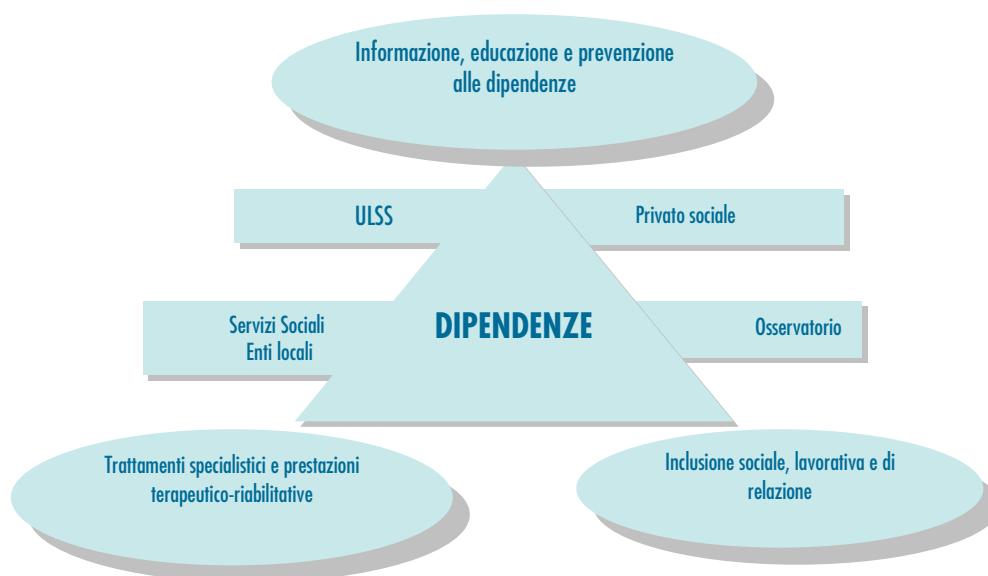 Informazione, educazione e prevenzione
alle dipendenze
ULSS
Privato sociale
Servizi Sociali
Enti locali
DIPENDENZE
Osservatorio
Trattamenti specialistici e prestazioni
terapeutico-riabilitative
Inclusione sociale, lavorativa e di
relazione